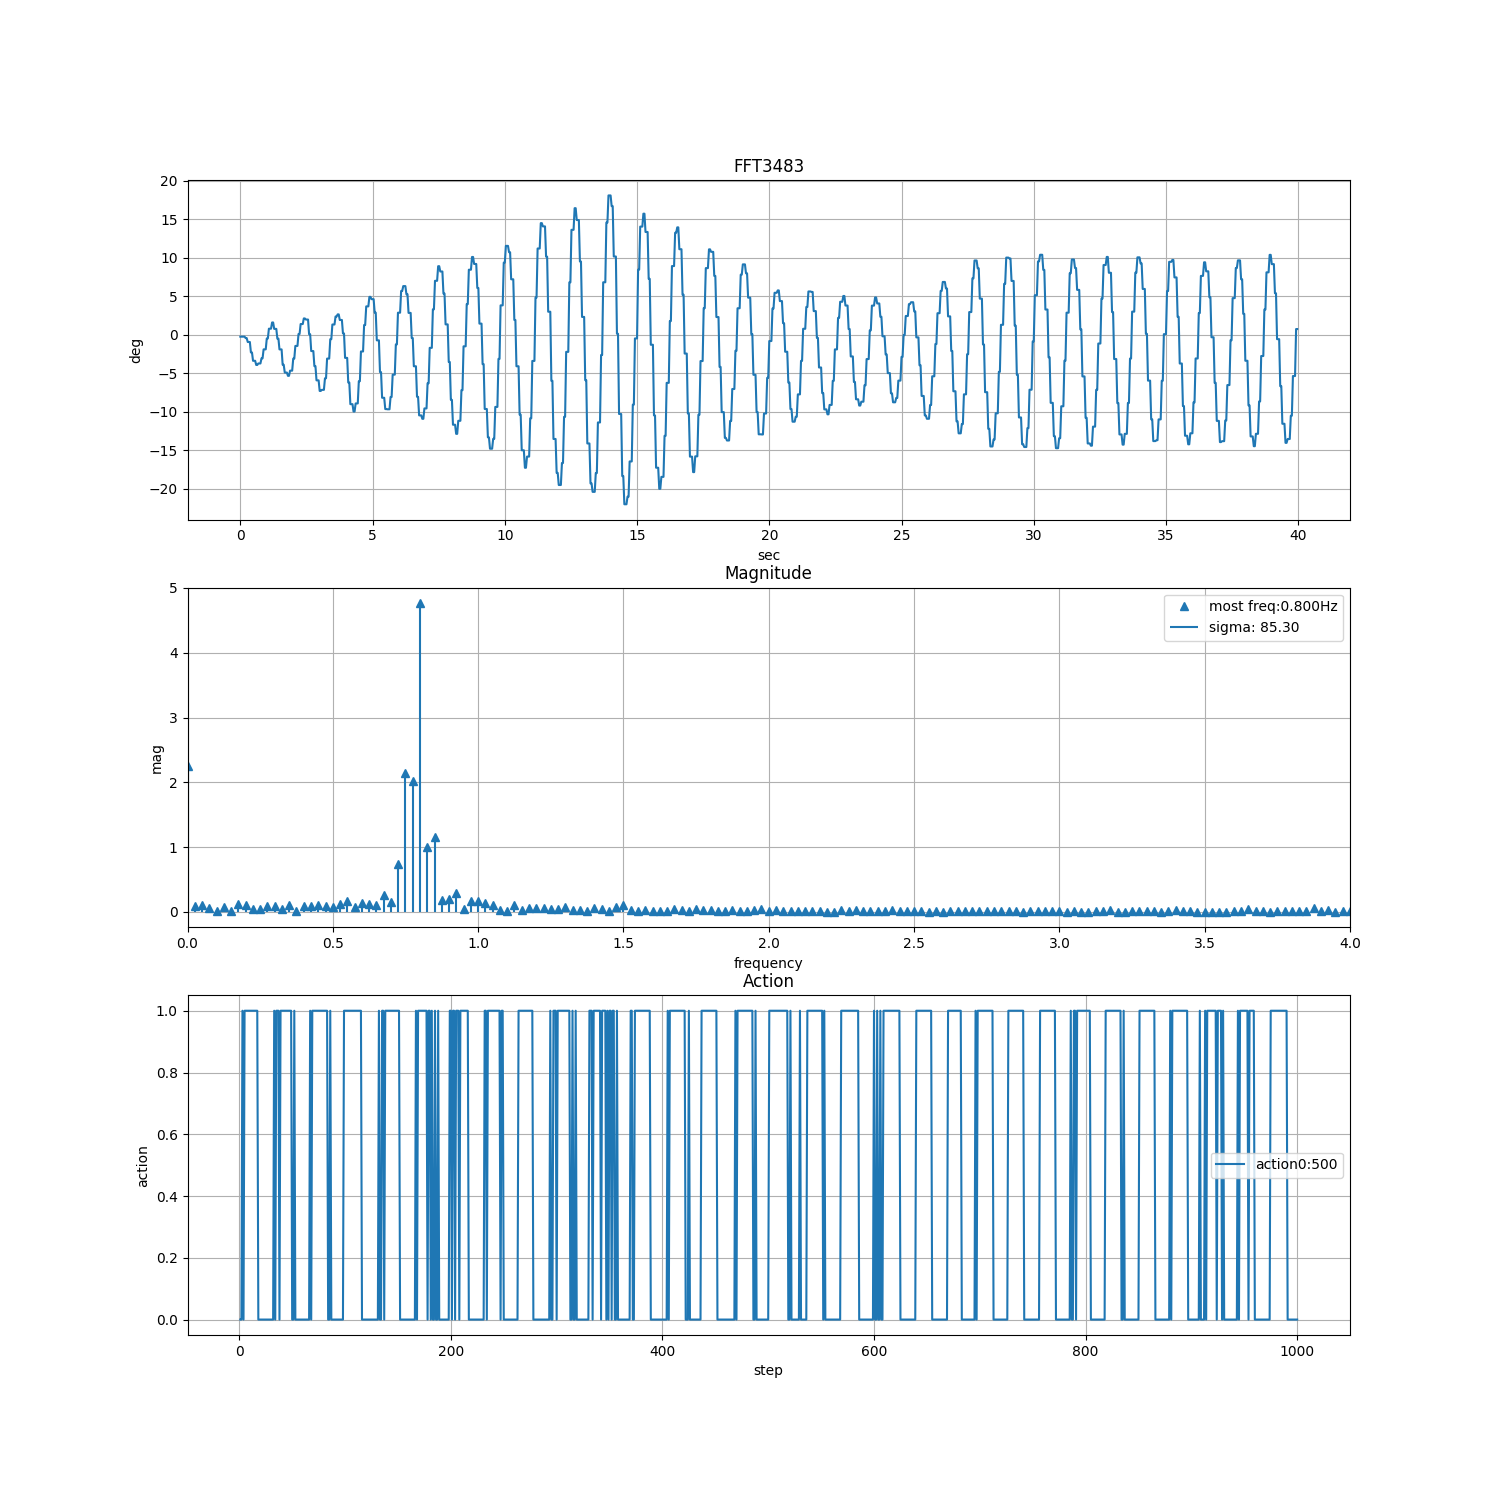 FFT3483
20
15
10
5
0
−5
−10
−15
−20
deg
0 5 10 15 20 25 30 35 40
sec
Magnitude
5
4
3
2
1
0
mag
most freq:0.800Hz
sigma: 85.30
0.0 0.5 1.0 1.5 2.0 2.5 3.0 3.5 4.0
frequency
Action
1.0
0.8
0.6
0.4
0.2
0.0
action
action0:500
0 200 400 600 800 1000
step